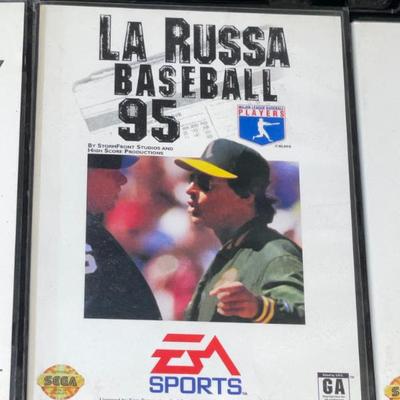 LA RUSSA
BASEBALL
95
MAJOR LEAGUE BASEBALL
PLAYERS
BY STORMFRONT STUDIOS AND
HIGH SCORE PRODUCTIONS
EA
SPORTS
SEGA
GA